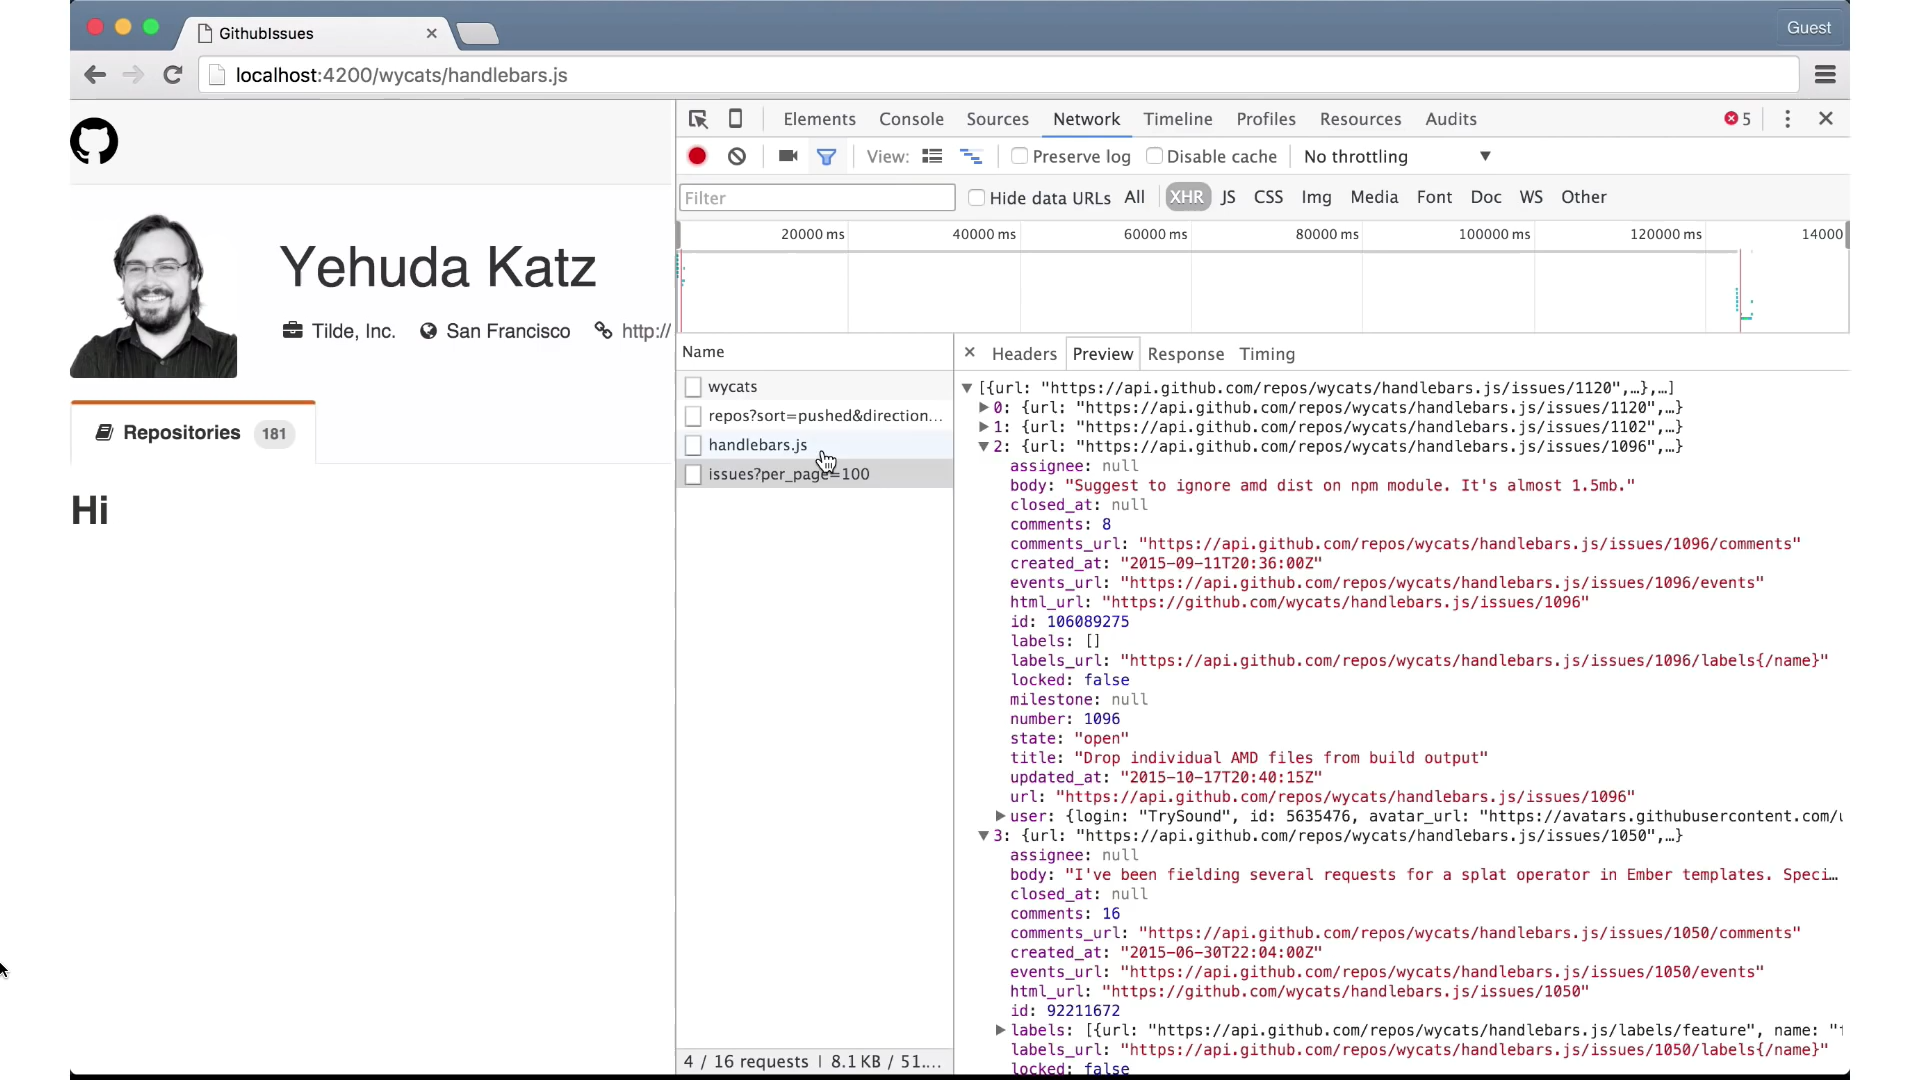 GithubIssues
Guest
localhost:4200/wycats/handlebars.js
Elements Console Sources Network Timeline Profiles Resources Audits 5
View: Preserve log Disable cache No throttling
Filter Hide data URLs All XHR JS CSS Img Media Font Doc WS Other
20000 ms 40000 ms 60000 ms 80000 ms 100000 ms 120000 ms 14000
Yehuda Katz
Tilde, Inc. San Francisco http://
Repositories 181
Hi
Name
wycats
repos?sort=pushed&direction...
handlebars.js
issues?per_page=100
4 / 16 requests | 8.1 KB / 51....
Headers Preview Response Timing
[{url: "https://api.github.com/repos/wycats/handlebars.js/issues/1120",…},…]
0: {url: "https://api.github.com/repos/wycats/handlebars.js/issues/1120",…}
1: {url: "https://api.github.com/repos/wycats/handlebars.js/issues/1102",…}
2: {url: "https://api.github.com/repos/wycats/handlebars.js/issues/1096",…}
assignee: null
body: "Suggest to ignore amd dist on npm module. It's almost 1.5mb."
closed_at: null
comments: 8
comments_url: "https://api.github.com/repos/wycats/handlebars.js/issues/1096/comments"
created_at: "2015-09-11T20:36:00Z"
events_url: "https://api.github.com/repos/wycats/handlebars.js/issues/1096/events"
html_url: "https://github.com/wycats/handlebars.js/issues/1096"
id: 106089275
labels: []
labels_url: "https://api.github.com/repos/wycats/handlebars.js/issues/1096/labels{/name}"
locked: false
milestone: null
number: 1096
state: "open"
title: "Drop individual AMD files from build output"
updated_at: "2015-10-17T20:40:15Z"
url: "https://api.github.com/repos/wycats/handlebars.js/issues/1096"
user: {login: "TrySound", id: 5635476, avatar_url: "https://avatars.githubusercontent.com/u
3: {url: "https://api.github.com/repos/wycats/handlebars.js/issues/1050",…}
assignee: null
body: "I've been fielding several requests for a splat operator in Ember templates. Speci…
closed_at: null
comments: 16
comments_url: "https://api.github.com/repos/wycats/handlebars.js/issues/1050/comments"
created_at: "2015-06-30T22:04:00Z"
events_url: "https://api.github.com/repos/wycats/handlebars.js/issues/1050/events"
html_url: "https://github.com/wycats/handlebars.js/issues/1050"
id: 92211672
labels: [{url: "https://api.github.com/repos/wycats/handlebars.js/labels/feature", name: "f
labels_url: "https://api.github.com/repos/wycats/handlebars.js/issues/1050/labels{/name}"
locked: false